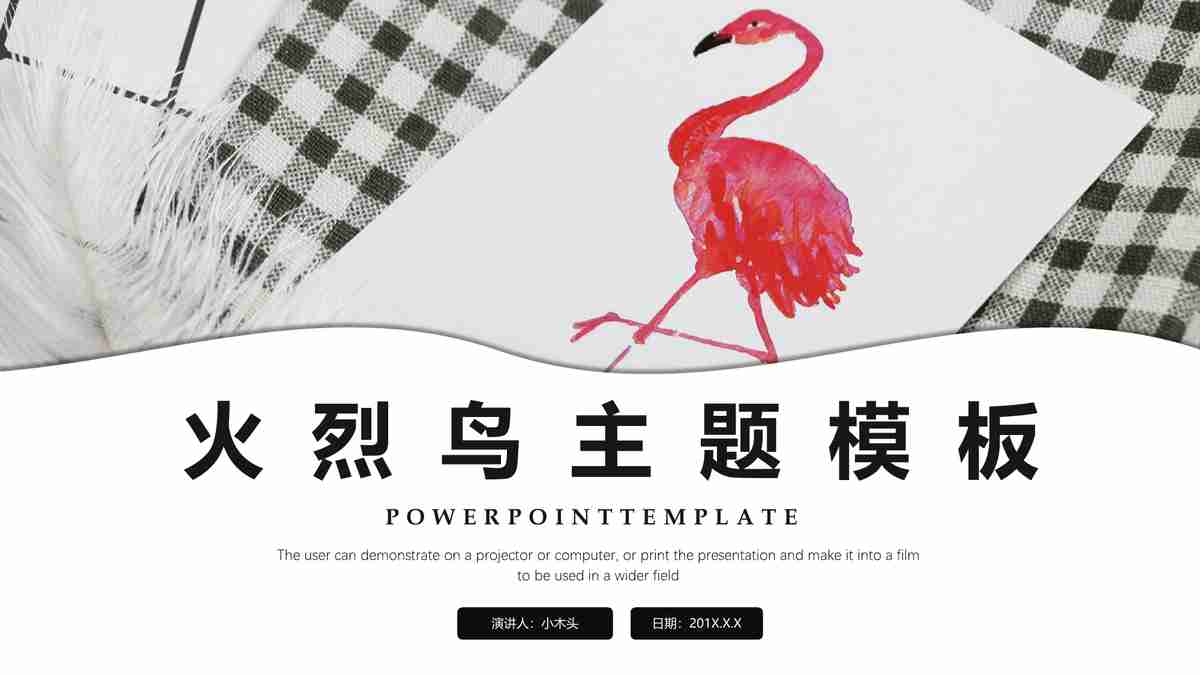 火烈鸟主题模板
POWERPOINTTEMPLATE
The user can demonstrate on a projector or computer, or print the presentation and make it into a film
to be used in a wider field
演讲人：小木头
日期：201X.X.X